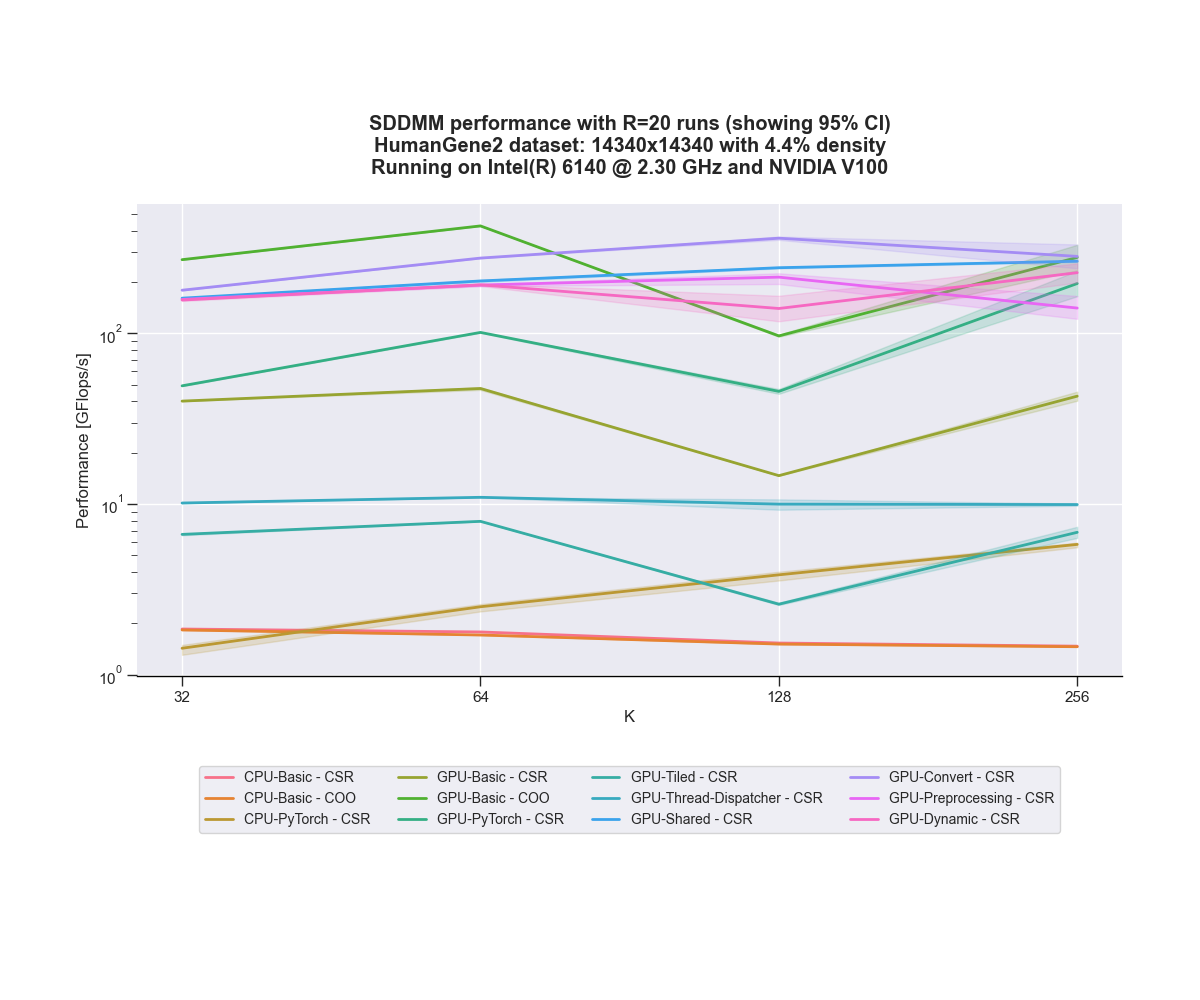 SDDMM performance with R=20 runs (showing 95% CI)
HumanGene2 dataset: 14340x14340 with 4.4% density
Running on Intel(R) 6140 @ 2.30 GHz and NVIDIA V100
Performance [GFlops/s]
10^2
10^1
10^0
32 64 128 256
K
CPU-Basic - CSR GPU-Basic - CSR GPU-Tiled - CSR GPU-Convert - CSR
CPU-Basic - COO GPU-Basic - COO GPU-Thread-Dispatcher - CSR GPU-Preprocessing - CSR
CPU-PyTorch - CSR GPU-PyTorch - CSR GPU-Shared - CSR GPU-Dynamic - CSR